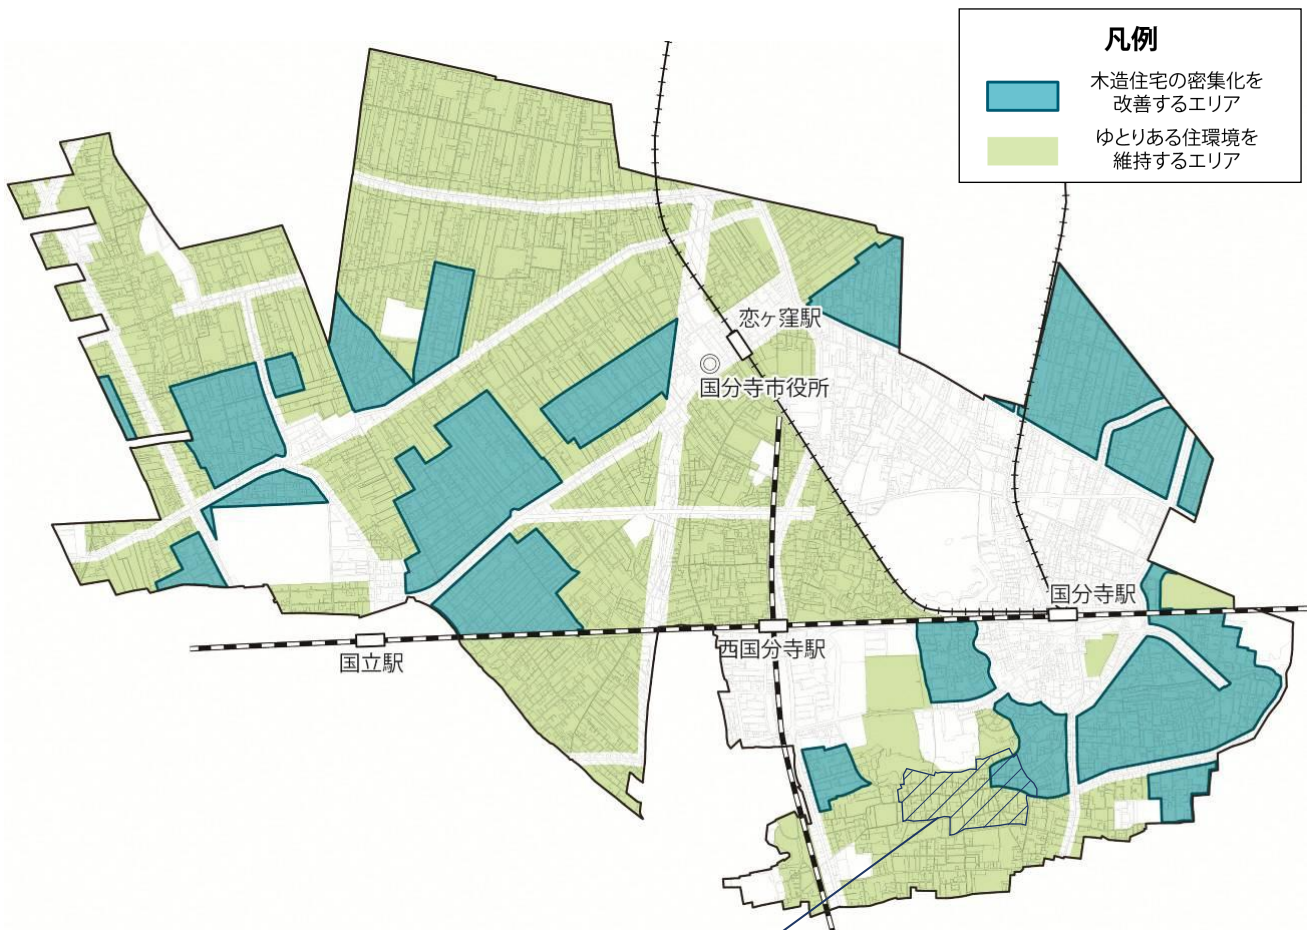 凡例
木造住宅の密集化を
改善するエリア
ゆとりある住環境を
維持するエリア
恋ヶ窪駅
国分寺市役所
国分寺駅
西国分寺駅
国立駅